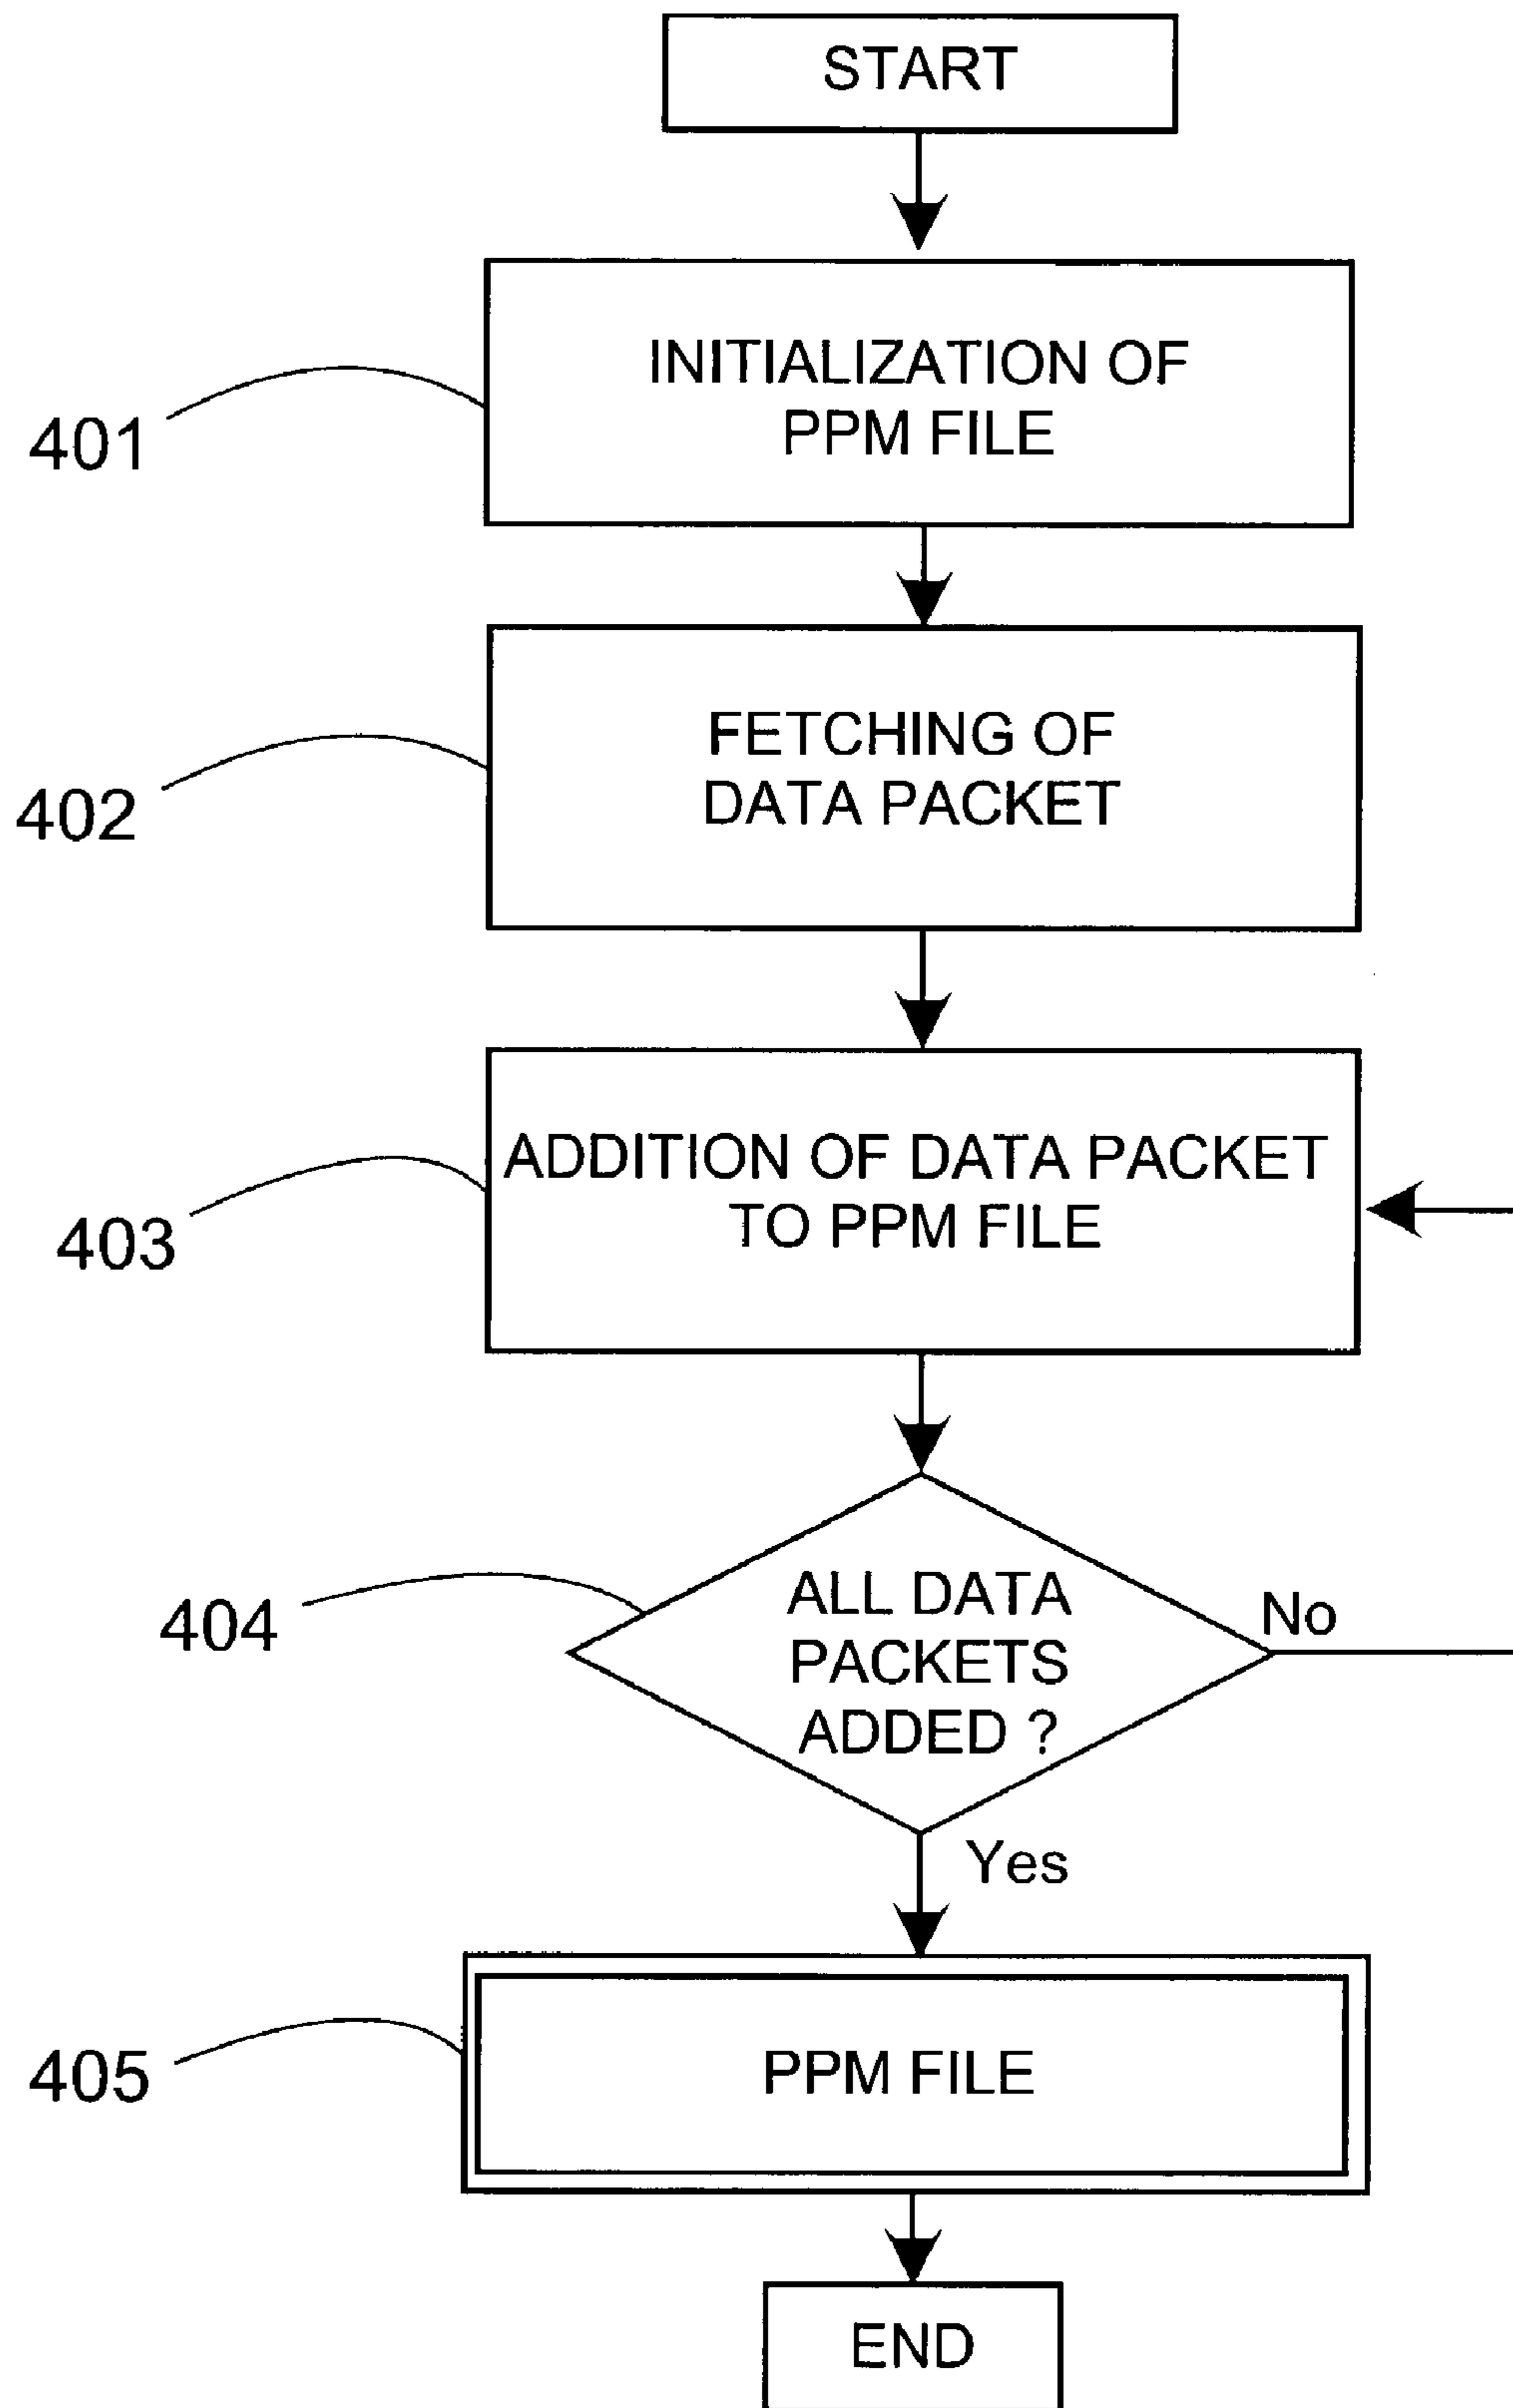 START
401
INITIALIZATION OF
PPM FILE
402
FETCHING OF
DATA PACKET
403
ADDITION OF DATA PACKET
TO PPM FILE
404
ALL DATA
PACKETS
ADDED ?
No
Yes
405
PPM FILE
END